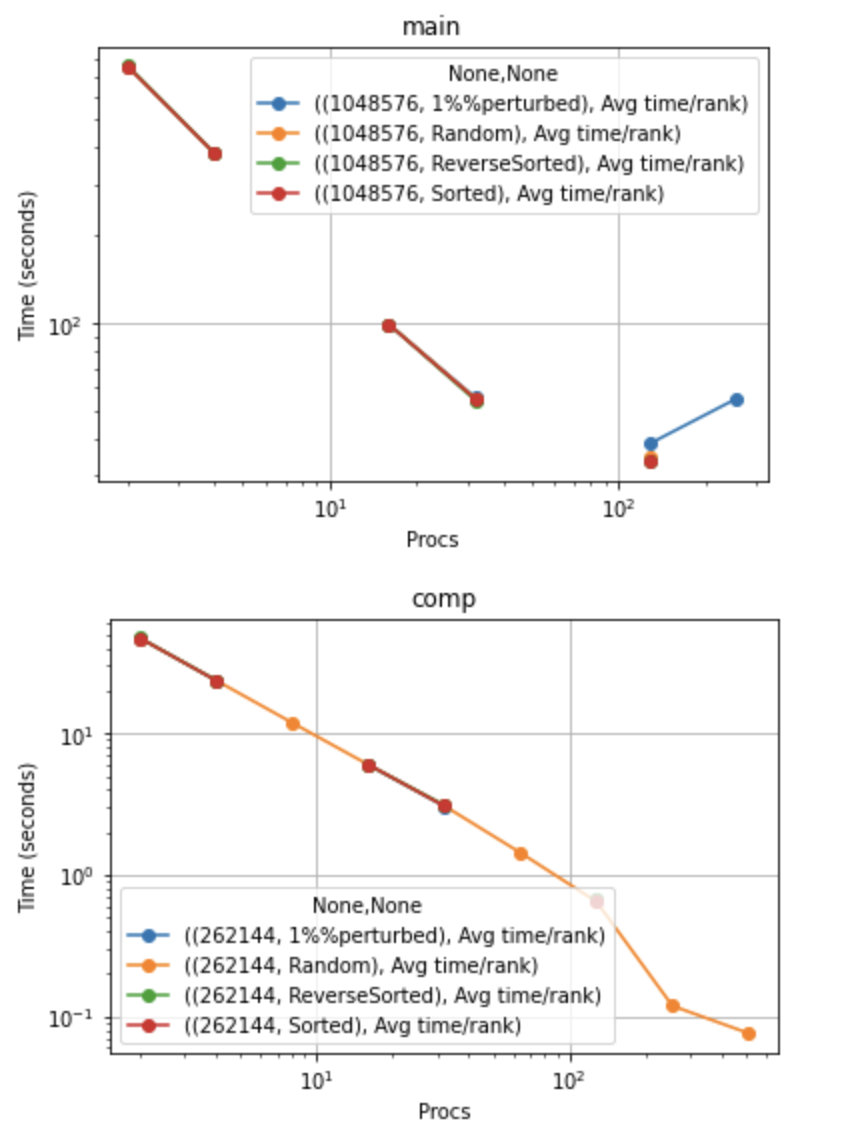 main
None,None
((1048576, 1%%perturbed), Avg time/rank)
((1048576, Random), Avg time/rank)
((1048576, ReverseSorted), Avg time/rank)
((1048576, Sorted), Avg time/rank)
Time (seconds)
10²
10¹
10²
Procs
comp
Time (seconds)
10¹
10⁰
10⁻¹
None,None
((262144, 1%%perturbed), Avg time/rank)
((262144, Random), Avg time/rank)
((262144, ReverseSorted), Avg time/rank)
((262144, Sorted), Avg time/rank)
10¹
10²
Procs